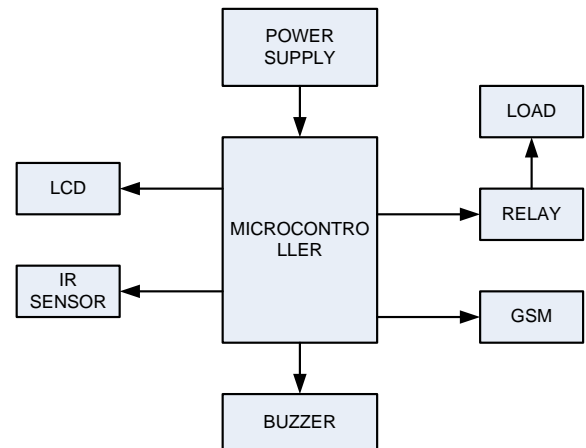 POWER
SUPPLY
LOAD
LCD
MICROCONTRO
LLER
RELAY
IR
SENSOR
GSM
BUZZER